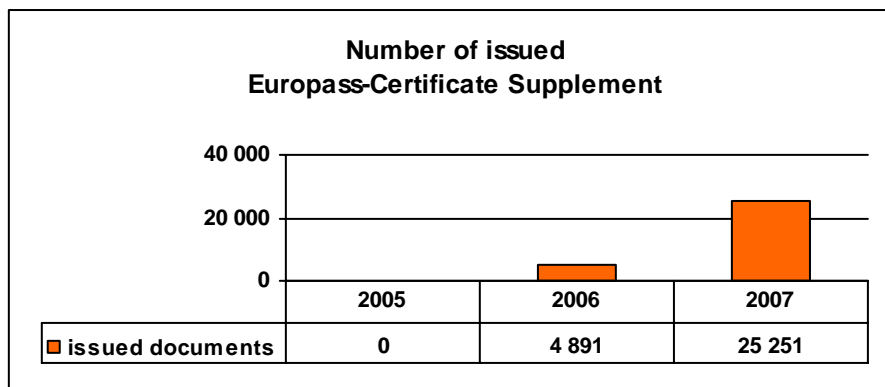 Number of issued
Europass-Certificate Supplement
40 000
20 000
0
2005 2006 2007
issued documents 0 4 891 25 251